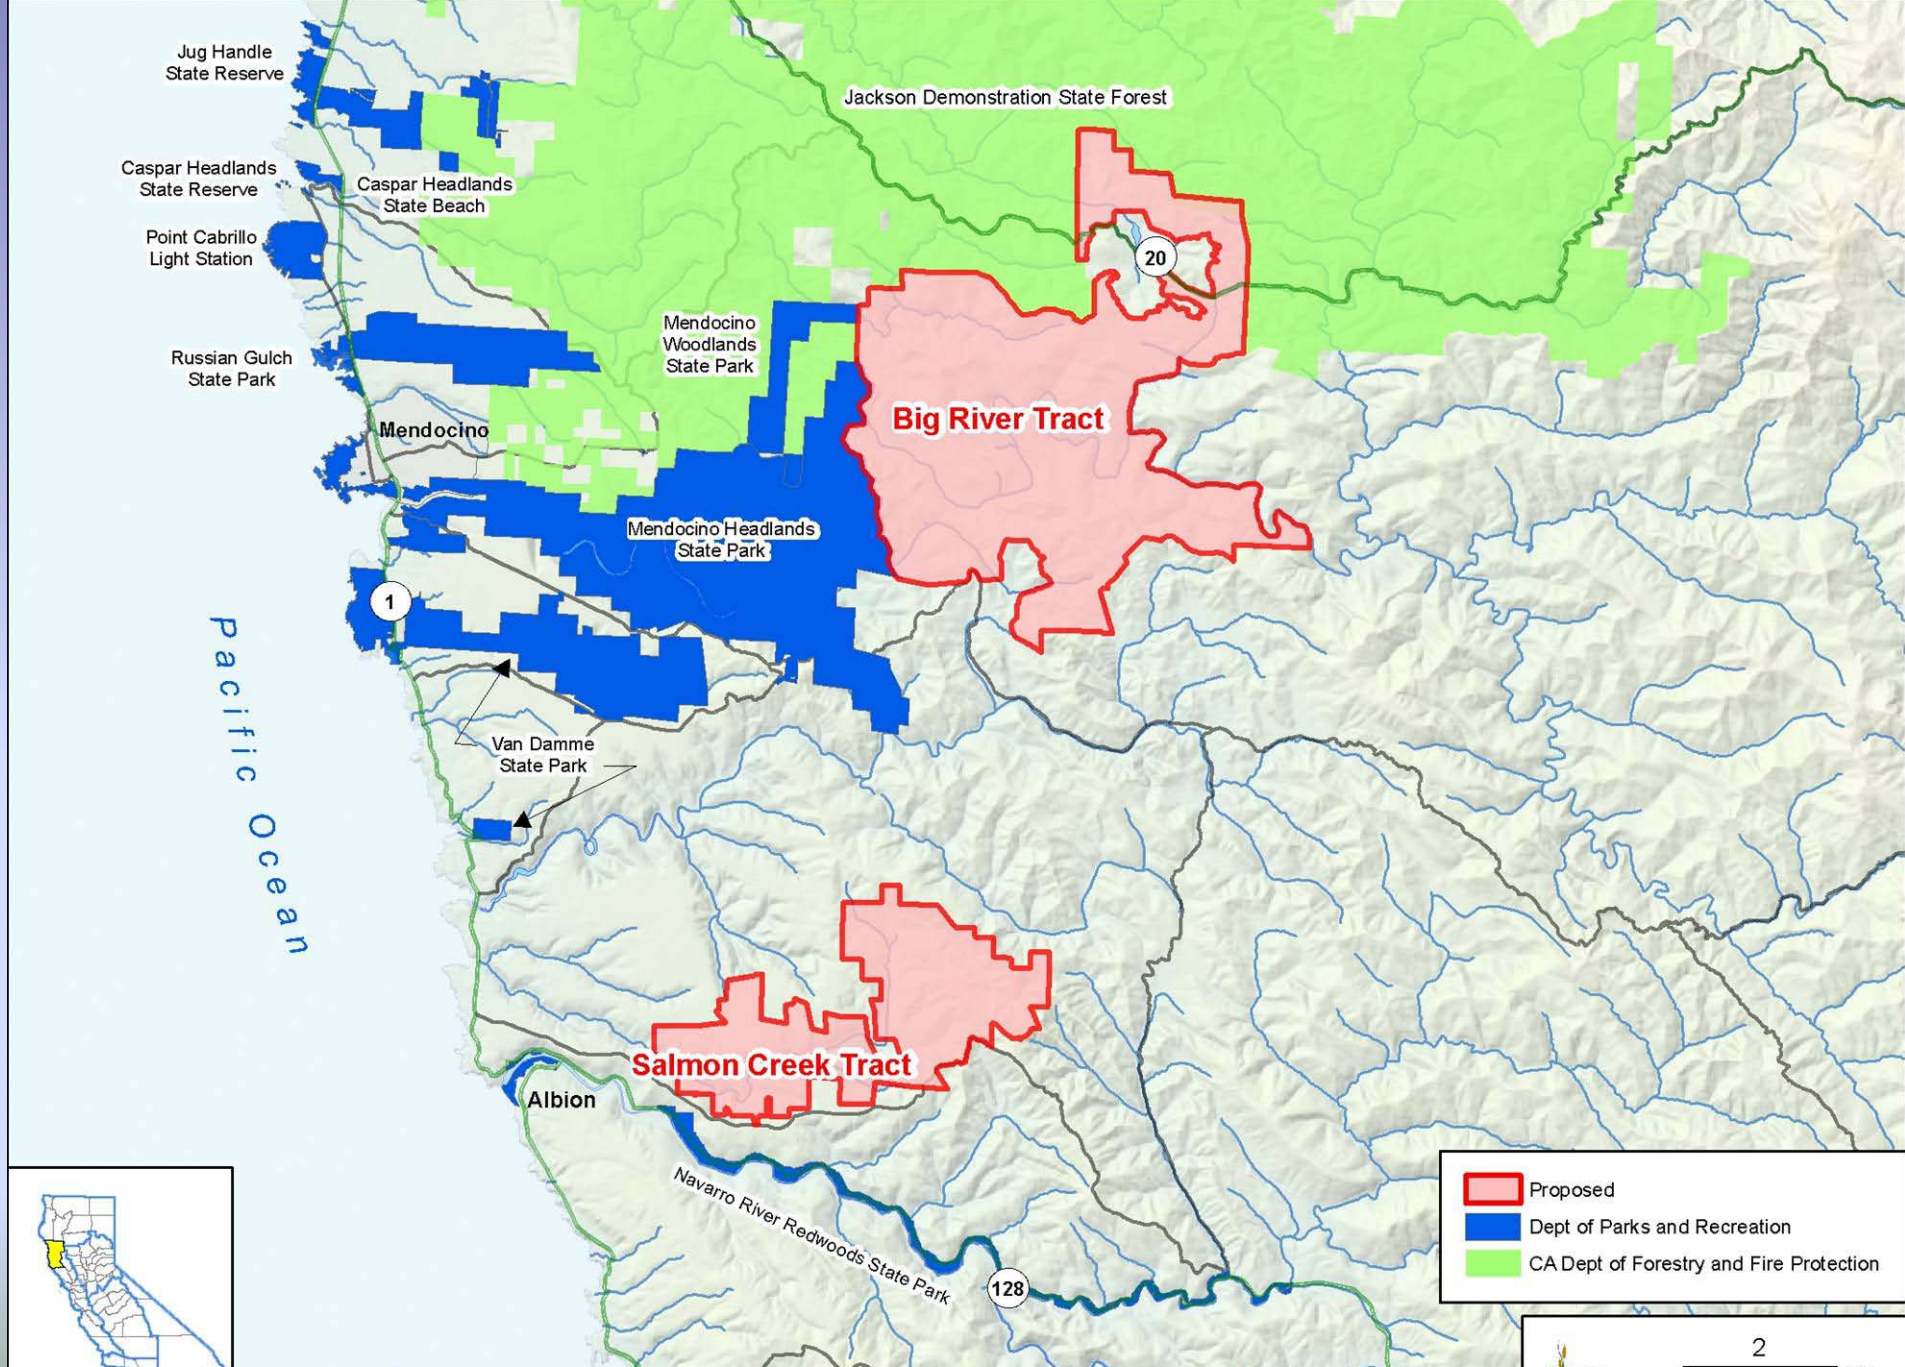 Jug Handle
State Reserve
Jackson Demonstration State Forest
Caspar Headlands
State Reserve
Caspar Headlands
State Beach
Point Cabrillo
Light Station
20
Mendocino
Woodlands
State Park
Russian Gulch
State Park
Big River Tract
Mendocino
Mendocino Headlands
State Park
1
Pacific Ocean
Van Damme
State Park
Salmon Creek Tract
Albion
Navarro River Redwoods State Park
128
Proposed
Dept of Parks and Recreation
CA Dept of Forestry and Fire Protection
2